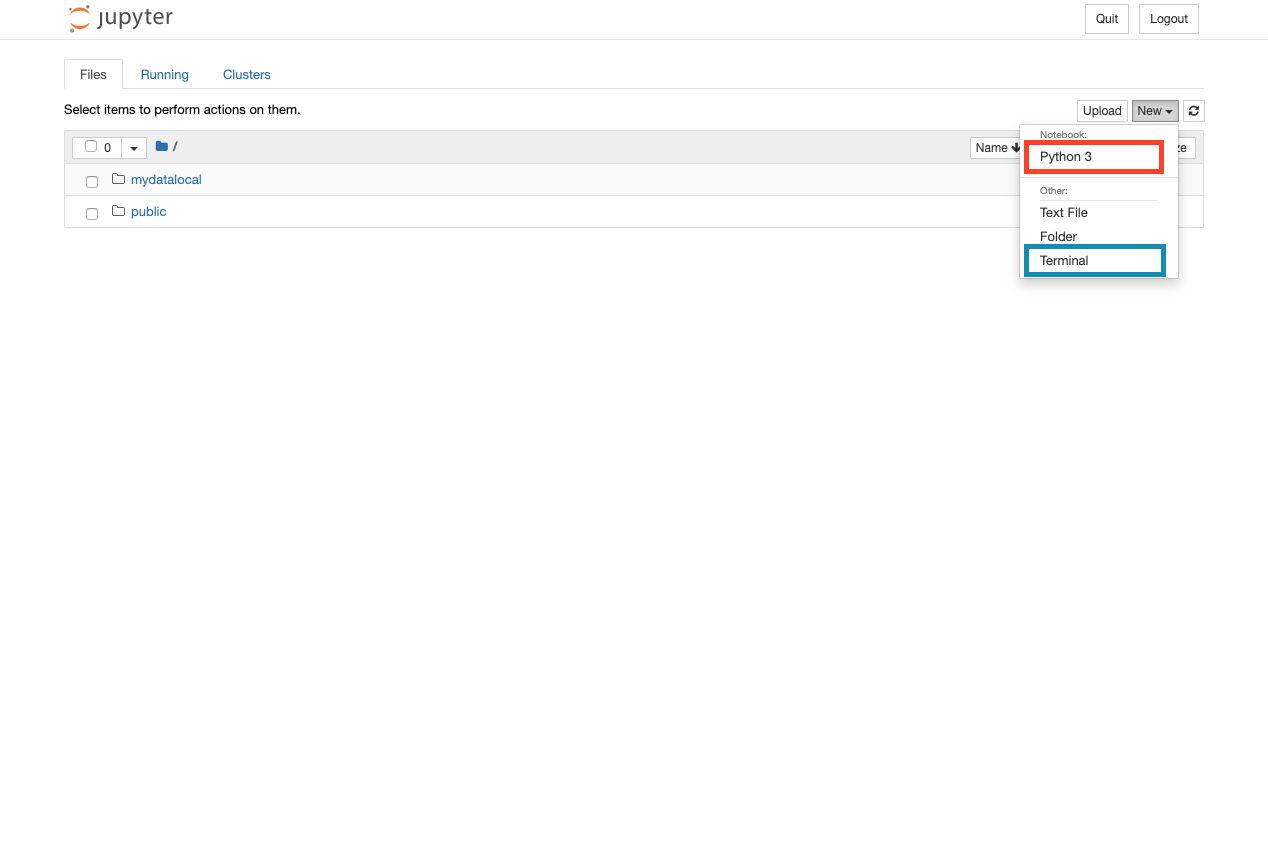 jupyter
Quit Logout
Files Running Clusters
Select items to perform actions on them.
Upload New
0 /
Name
ze
Notebook:
Python 3
Other:
Text File
Folder
Terminal
mydatalocal
public